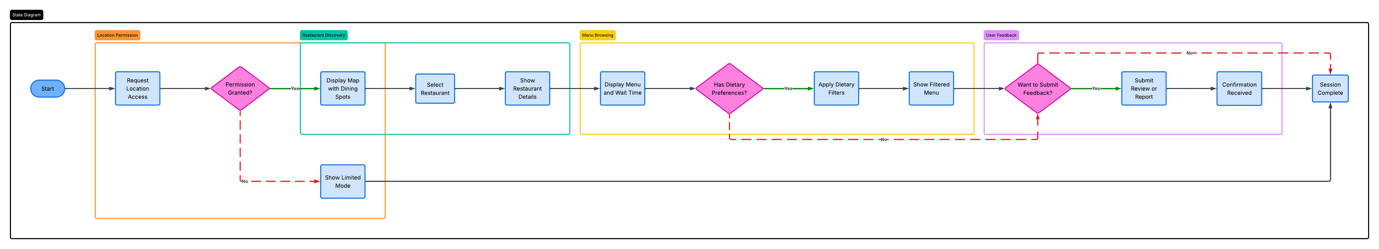 State Diagram
Location Permission
Restaurant Discovery
Menu Browsing
User Feedback
Start
Request
Location
Access
Permission
Granted?
Yes
No
Display Map
with Dining
Spots
Select
Restaurant
Show
Restaurant
Details
Show Limited
Mode
Display Menu
and Wait Time
Has Dietary
Preferences?
Yes
No
Apply Dietary
Filters
Show Filtered
Menu
Want to Submit
Feedback?
Yes
No
Submit
Review or
Report
Confirmation
Received
Session
Complete